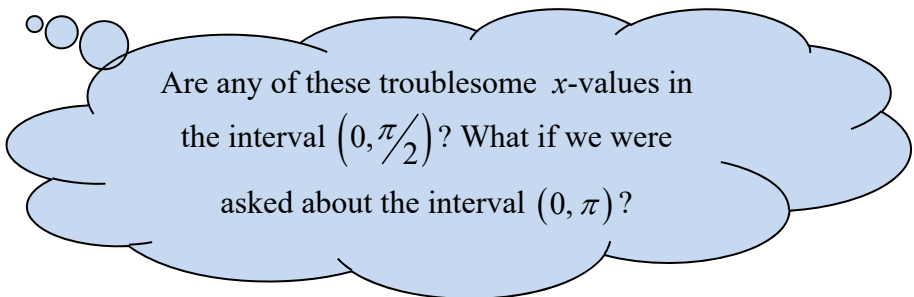 Are any of these troublesome x-values in
the interval (0, π/2)? What if we were
asked about the interval (0, π)?